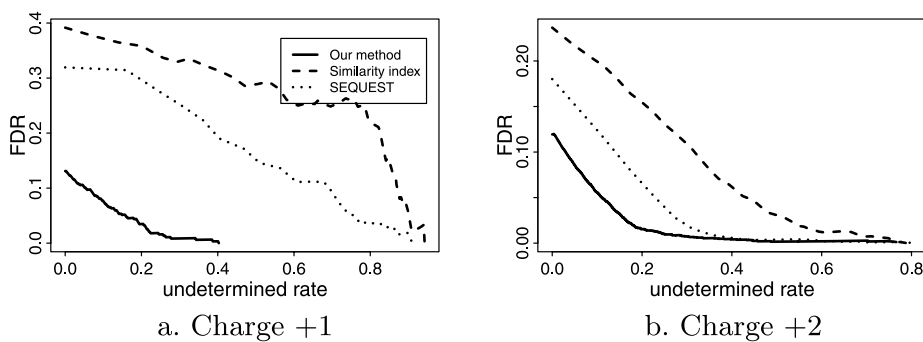 0.4
0.3
0.2
0.1
0.0
FDR
Our method
Similarity index
SEQUEST
0.0 0.2 0.4 0.6 0.8
undetermined rate
a. Charge +1
0.20
0.10
0.00
FDR
0.0 0.2 0.4 0.6 0.8
undetermined rate
b. Charge +2